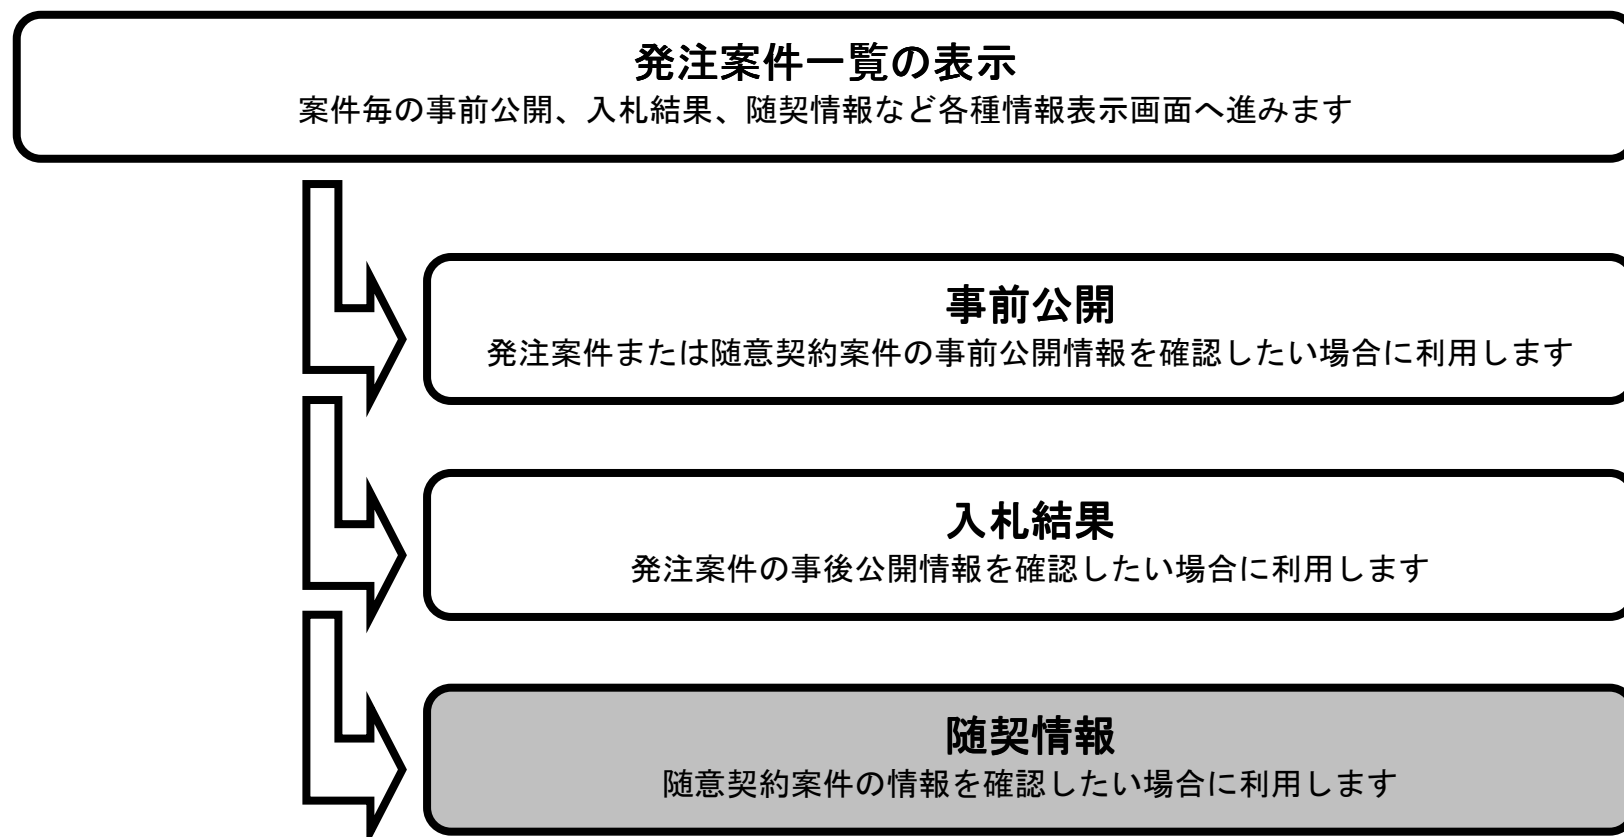 発注案件一覧の表示
案件毎の事前公開、入札結果、随契情報など各種情報表示画面へ進みます
事前公開
発注案件または随意契約案件の事前公開情報を確認したい場合に利用します
入札結果
発注案件の事後公開情報を確認したい場合に利用します
随契情報
随意契約案件の情報を確認したい場合に利用します